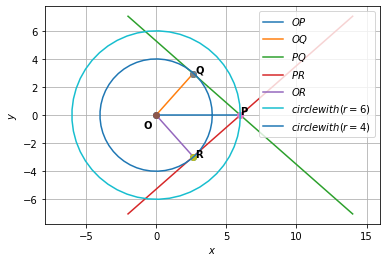 6
4
2
0
−2
−4
−6
y
−5
0
5
10
15
x
O
P
Q
R
OP
OQ
PQ
PR
OR
circlewith(r = 6)
circlewith(r = 4)